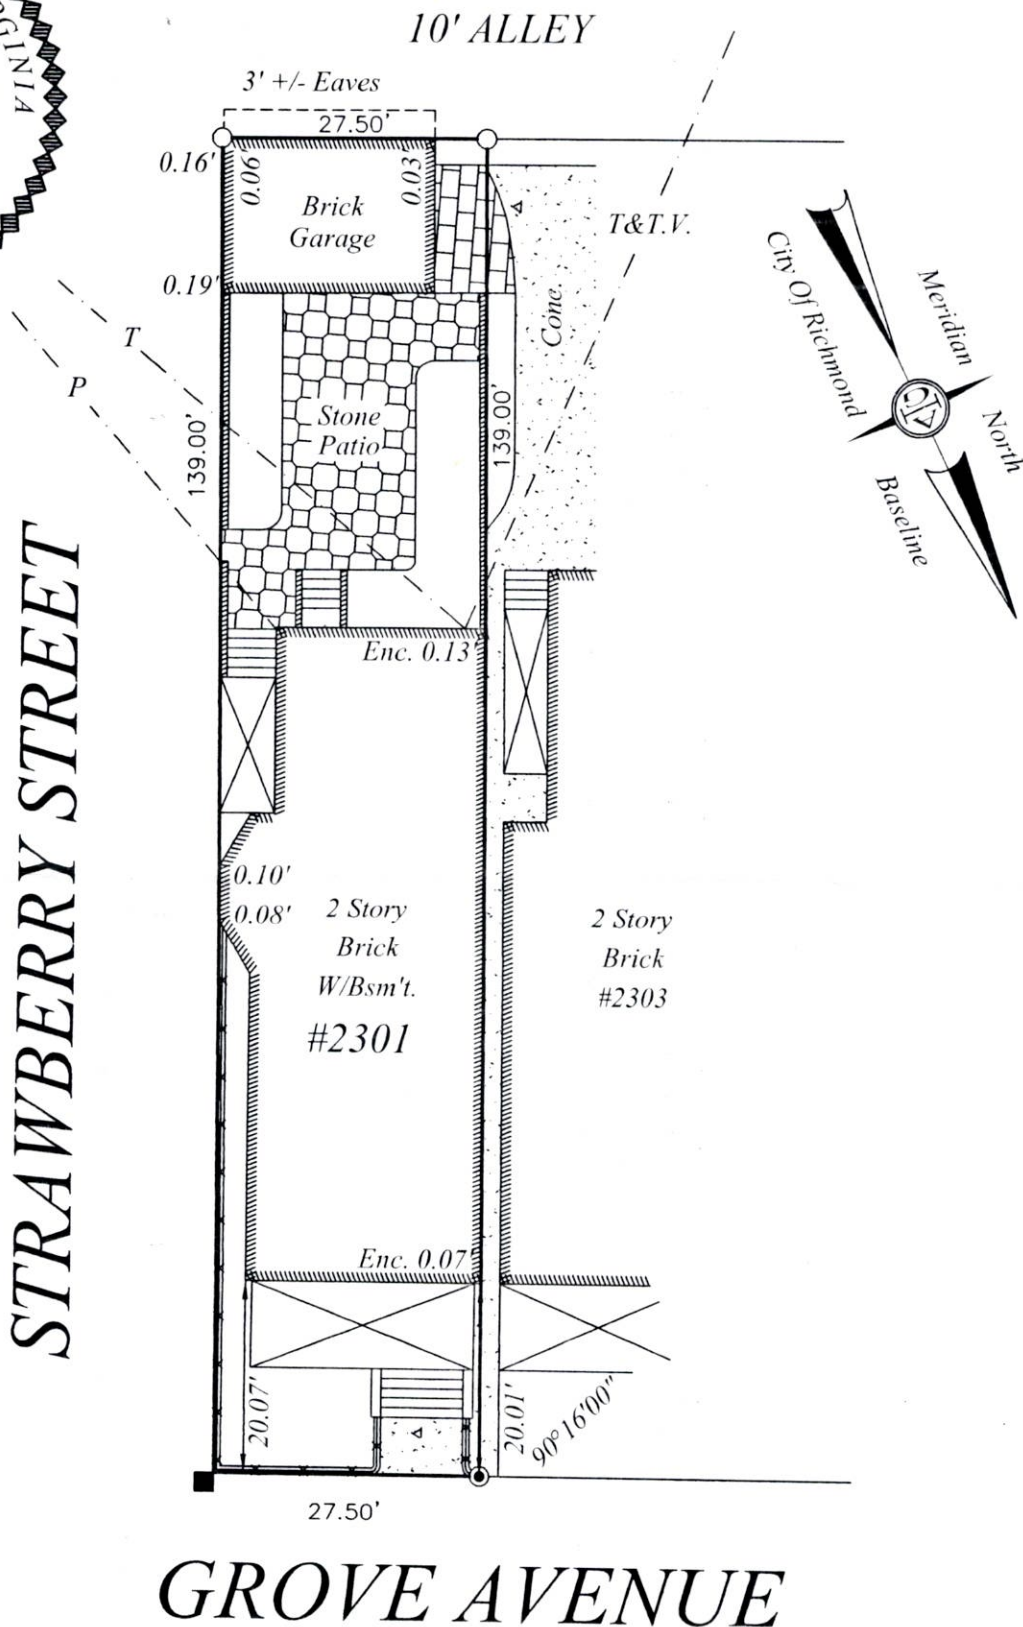 GINIA
10' ALLEY
3' +/- Eaves
27.50'
0.16'
0.06'
0.03'
Brick
Garage
0.19'
T&T.V.
Conc.
City Of Richmond
Meridian
North
Baseline
T
P
Stone
Patio
139.00'
139.00'
Enc. 0.13'
STRAWBERRY STREET
0.10'
0.08'
2 Story
Brick
W/Bsm't.
#2301
2 Story
Brick
#2303
Enc. 0.07'
20.07'
20.01'
90°16'00"
27.50'
GROVE AVENUE